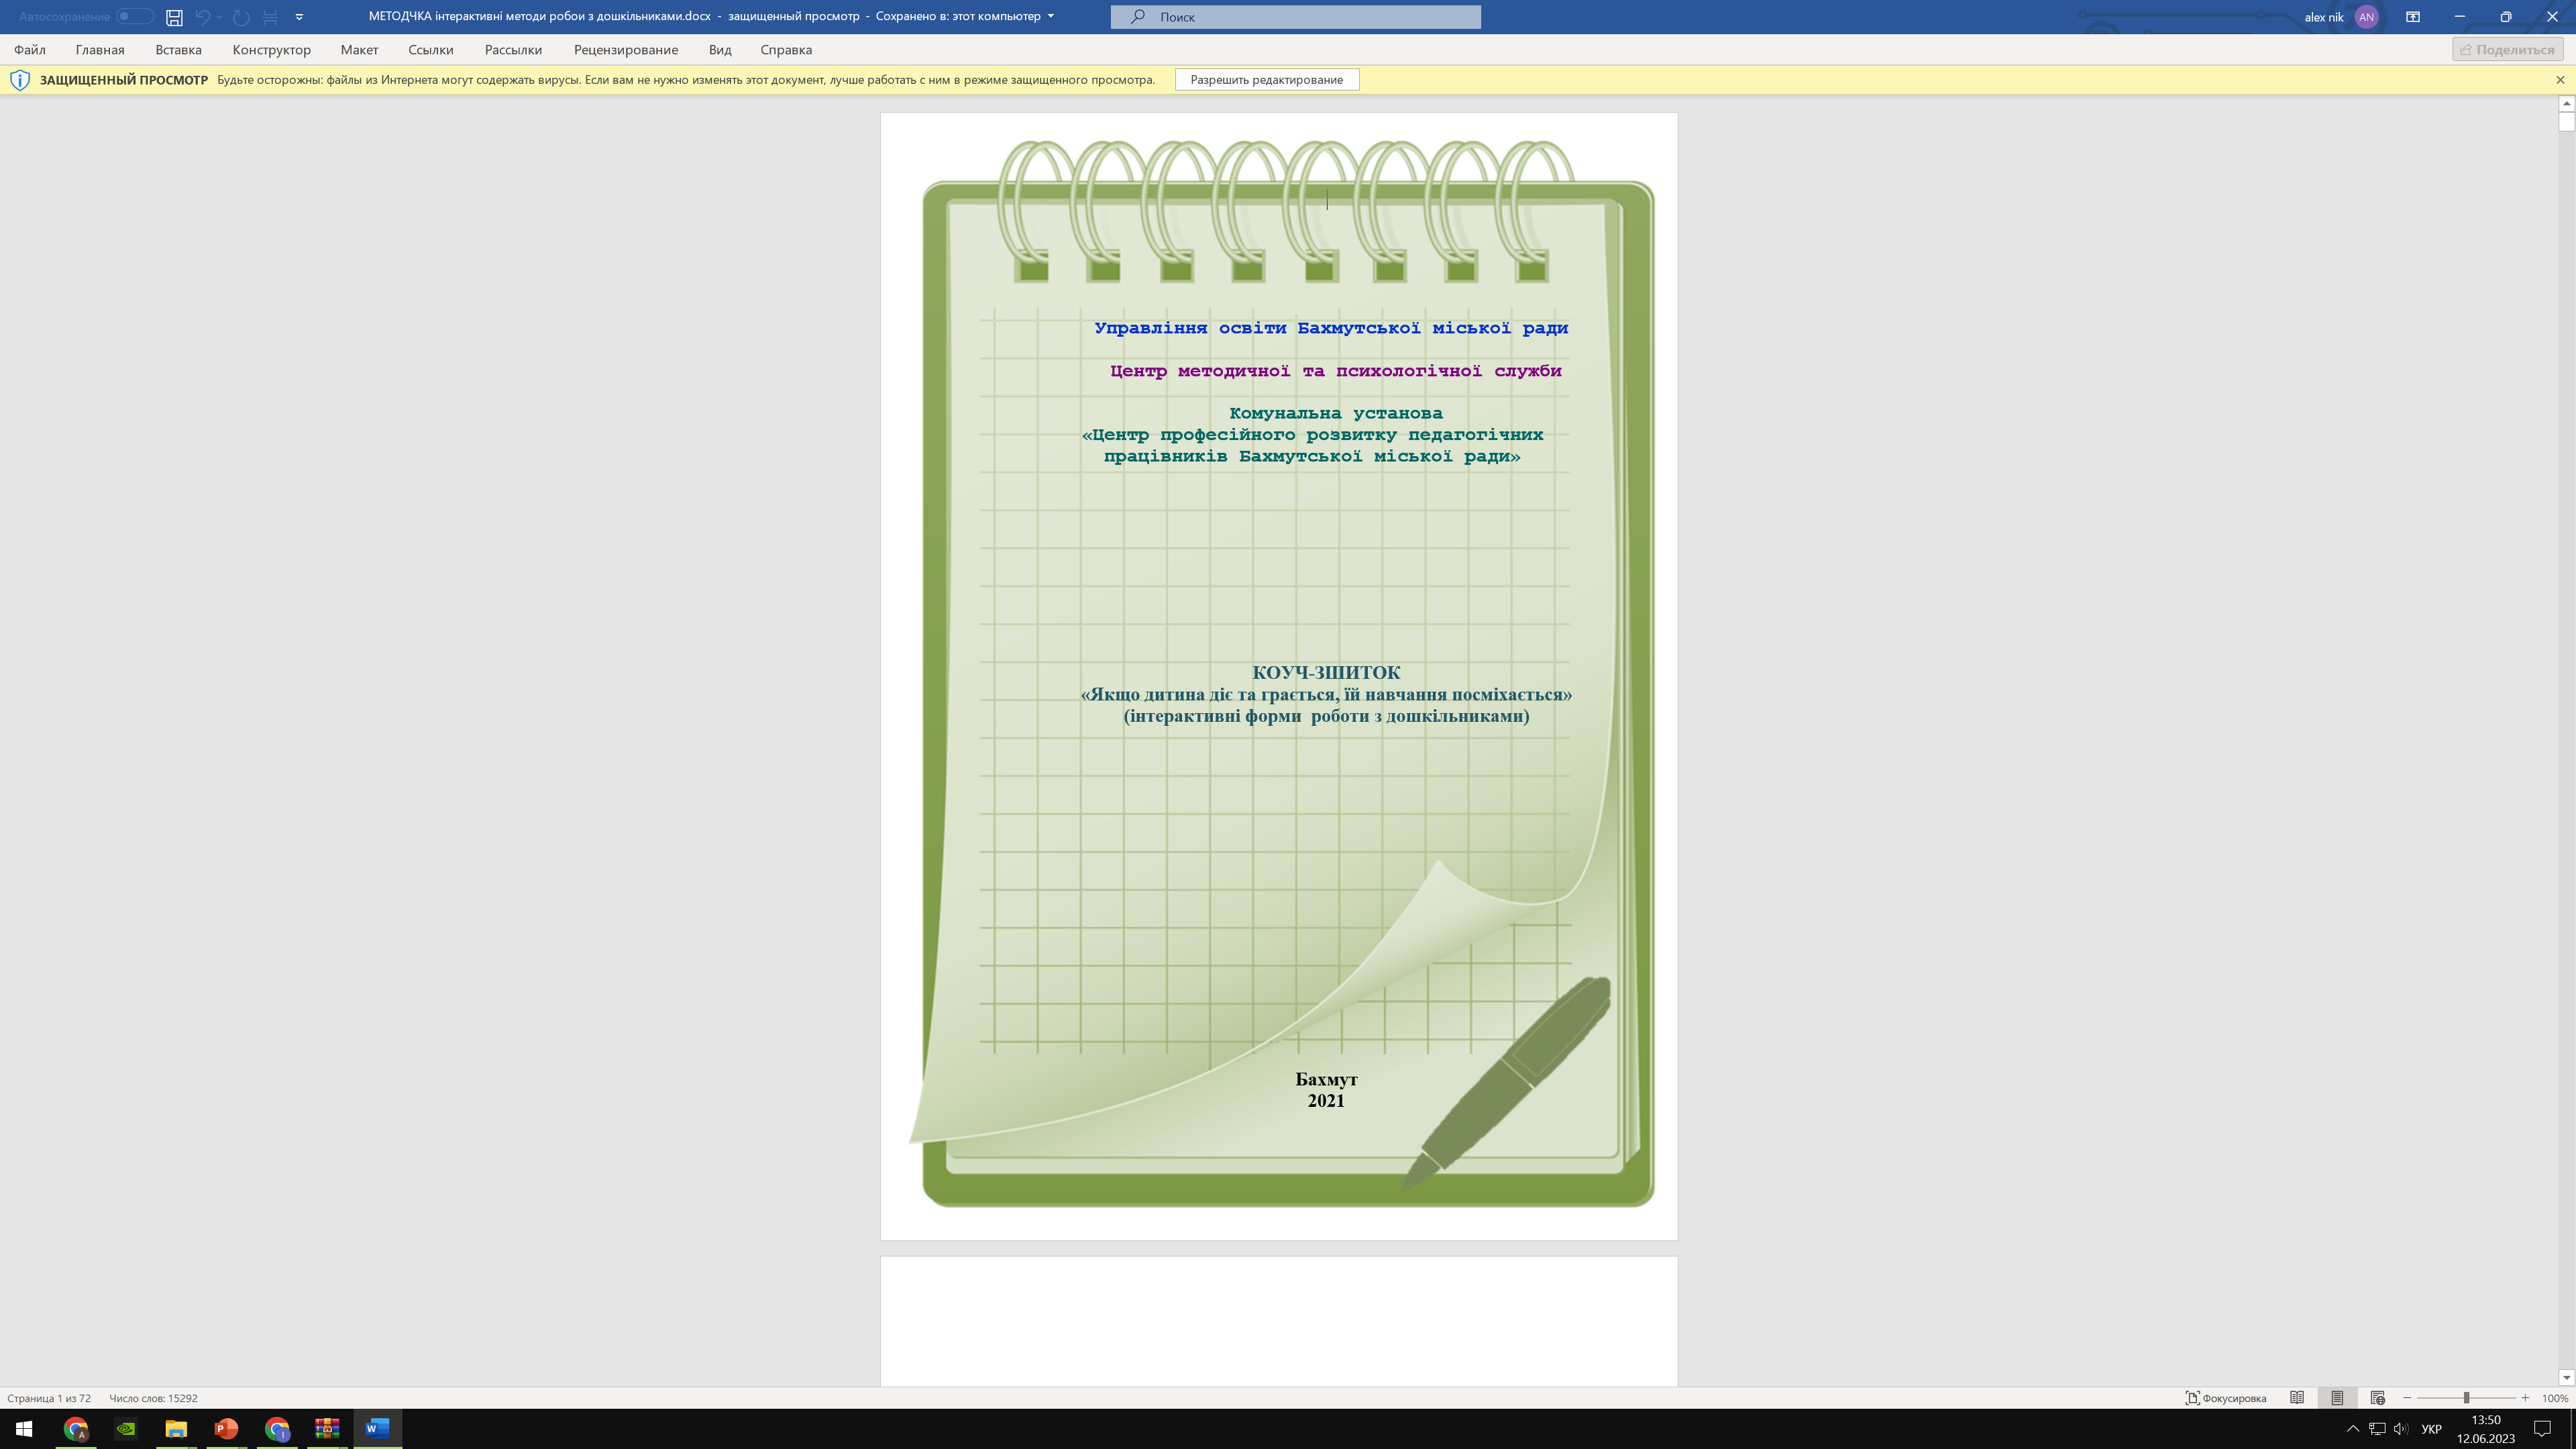 Автосохранение
МЕТОДЧКА інтерактивні методи робои з дошкільниками.docx - защищенный просмотр - Сохранено в: этот компьютер
Поиск
alex nik
AN
Файл Главная Вставка Конструктор Макет Ссылки Рассылки Рецензирование Вид Справка
Поделиться
ЗАЩИЩЕННЫЙ ПРОСМОТР Будьте осторожны: файлы из Интернета могут содержать вирусы. Если вам не нужно изменять этот документ, лучше работать с ним в режиме защищенного просмотра.
Разрешить редактирование
Управління освіти Бахмутської міської ради
Центр методичної та психологічної служби
Комунальна установа
«Центр професійного розвитку педагогічних
працівників Бахмутської міської ради»
КОУЧ-ЗШИТОК
«Якщо дитина діє та грається, їй навчання посміхається»
(інтерактивні форми роботи з дошкільниками)
Бахмут
2021
Страница 1 из 72 Число слов: 15292
Фокусировка
100%
УКР
13:50
12.06.2023